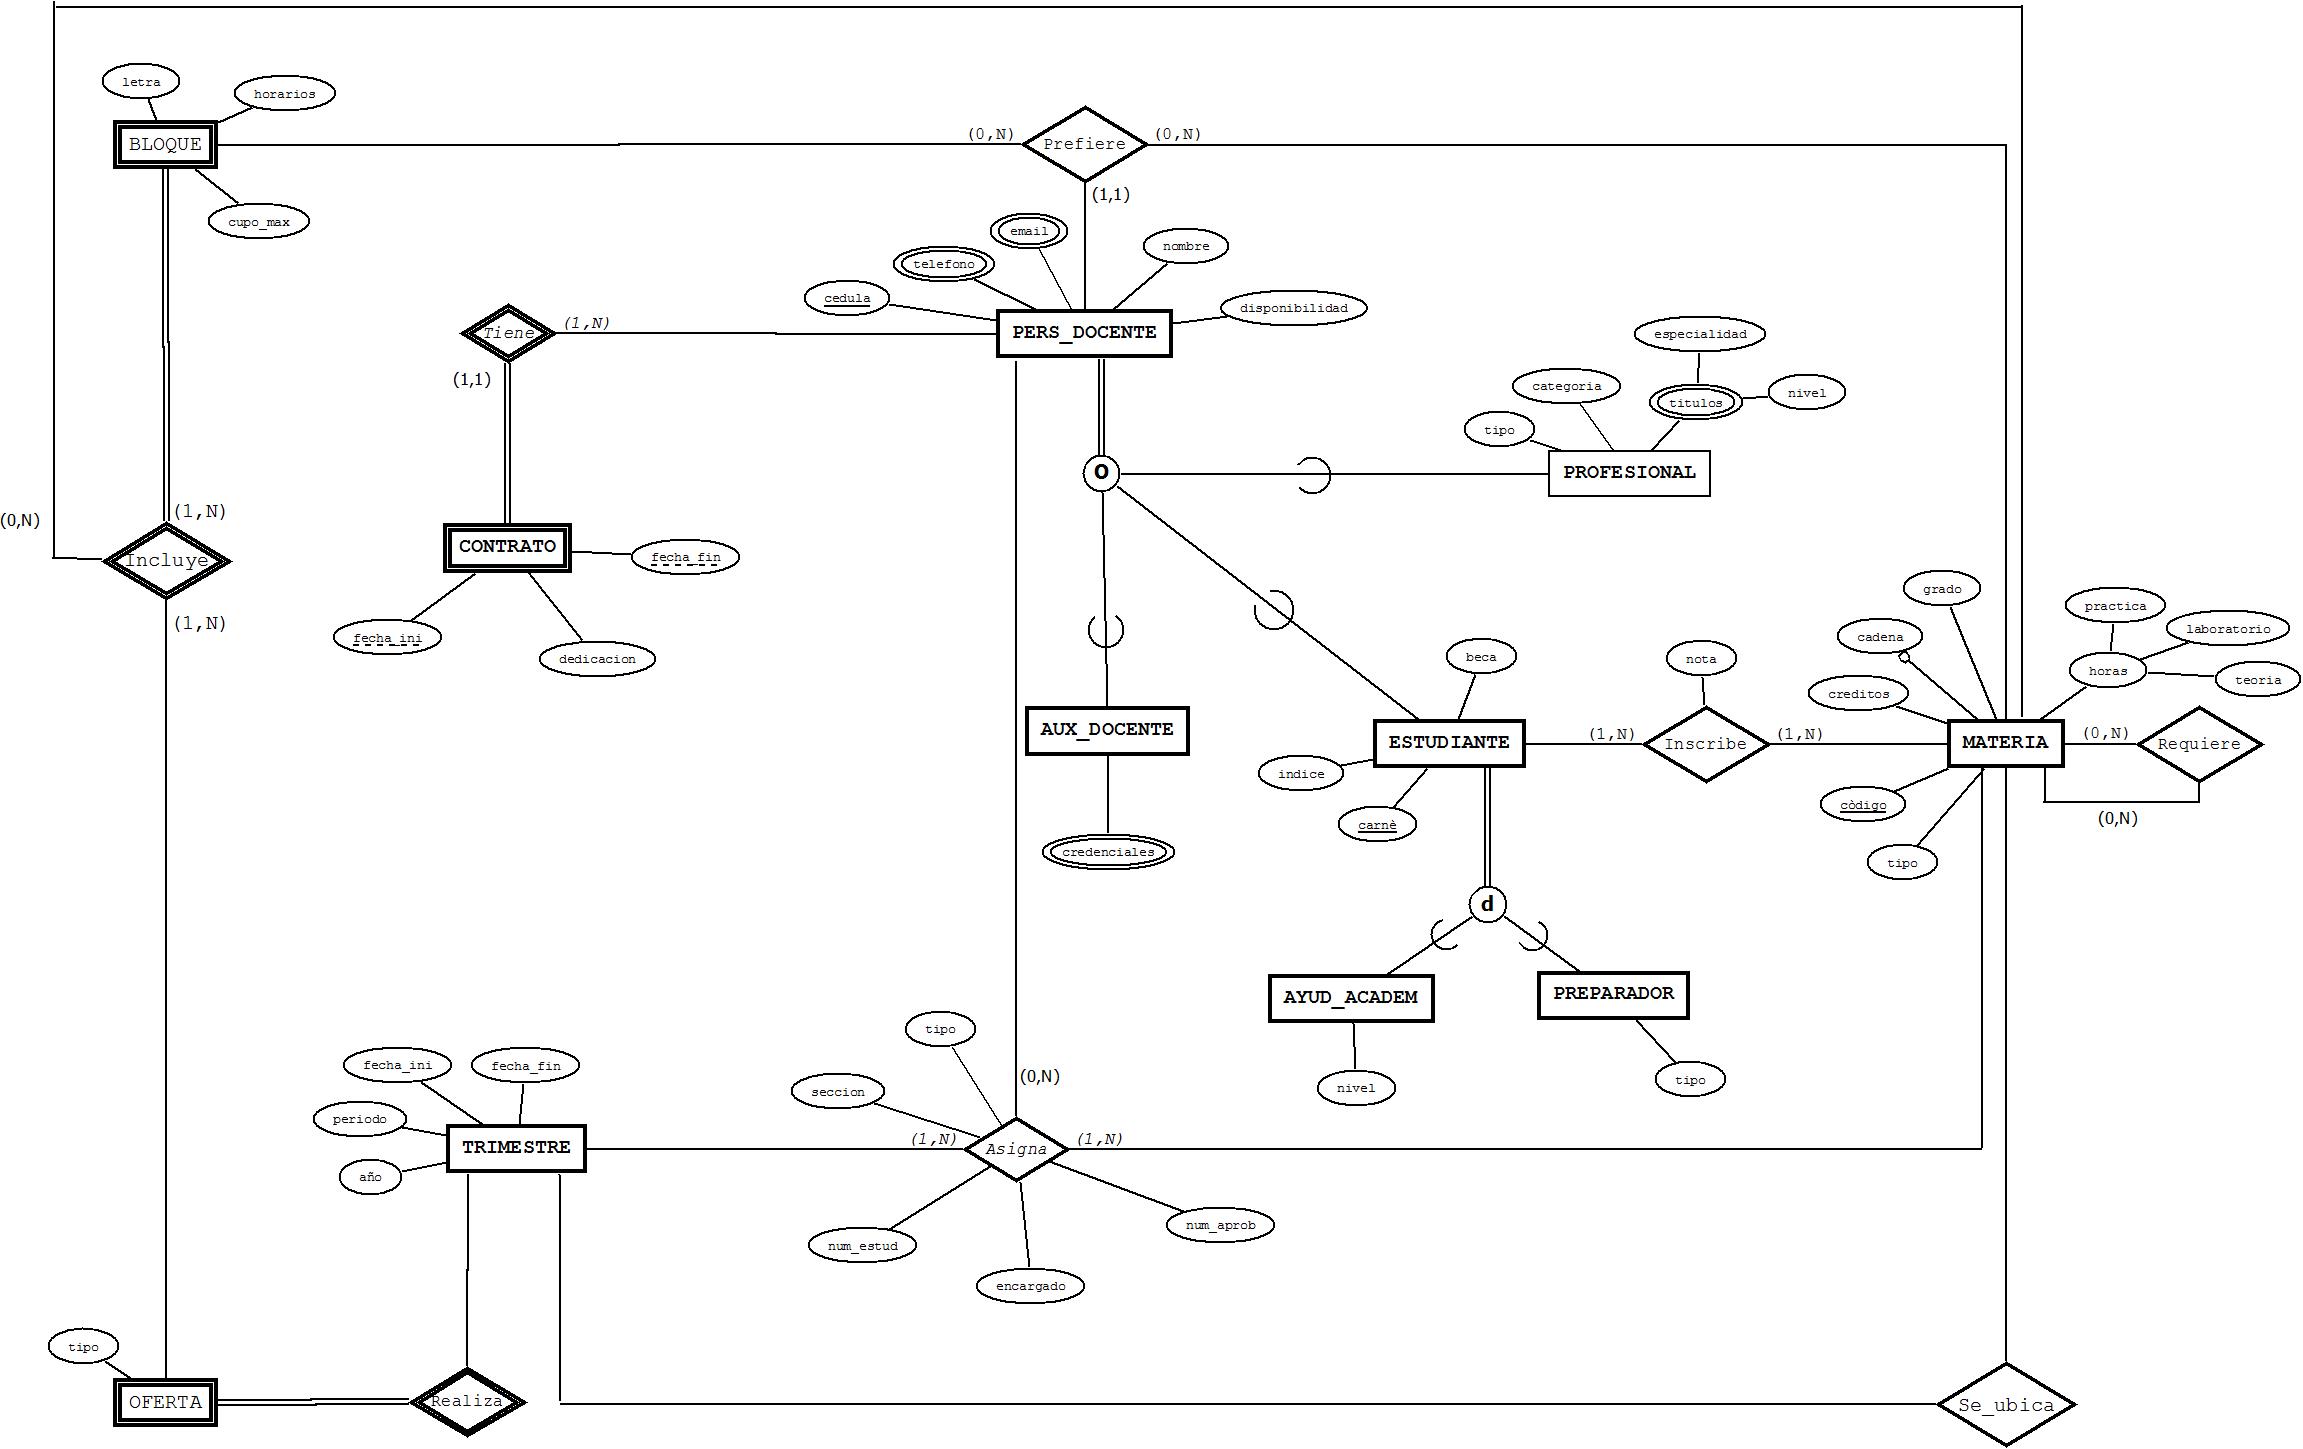 letra
horarios
BLOQUE
(0,N)
Prefiere
(0,N)
(1,1)
cupo_max
email
nombre
telefono
cedula
disponibilidad
Tiene
(1,N)
PERS_DOCENTE
especialidad
(1,1)
categoria
titulos
nivel
tipo
O
PROFESIONAL
(0,N)
(1,N)
Incluye
CONTRATO
fecha_fin
grado
practica
(1,N)
fecha_ini
dedicacion
cadena
laboratorio
beca
nota
horas
teoria
creditos
AUX_DOCENTE
ESTUDIANTE
(1,N)
Inscribe
(1,N)
MATERIA
(0,N)
Requiere
indice
carnè
còdigo
(0,N)
credenciales
tipo
d
AYUD_ACADEM
PREPARADOR
tipo
fecha_ini
fecha_fin
(0,N)
seccion
nivel
tipo
periodo
TRIMESTRE
(1,N)
Asigna
(1,N)
año
num_estud
num_aprob
encargado
tipo
OFERTA
Realiza
Se_ubica